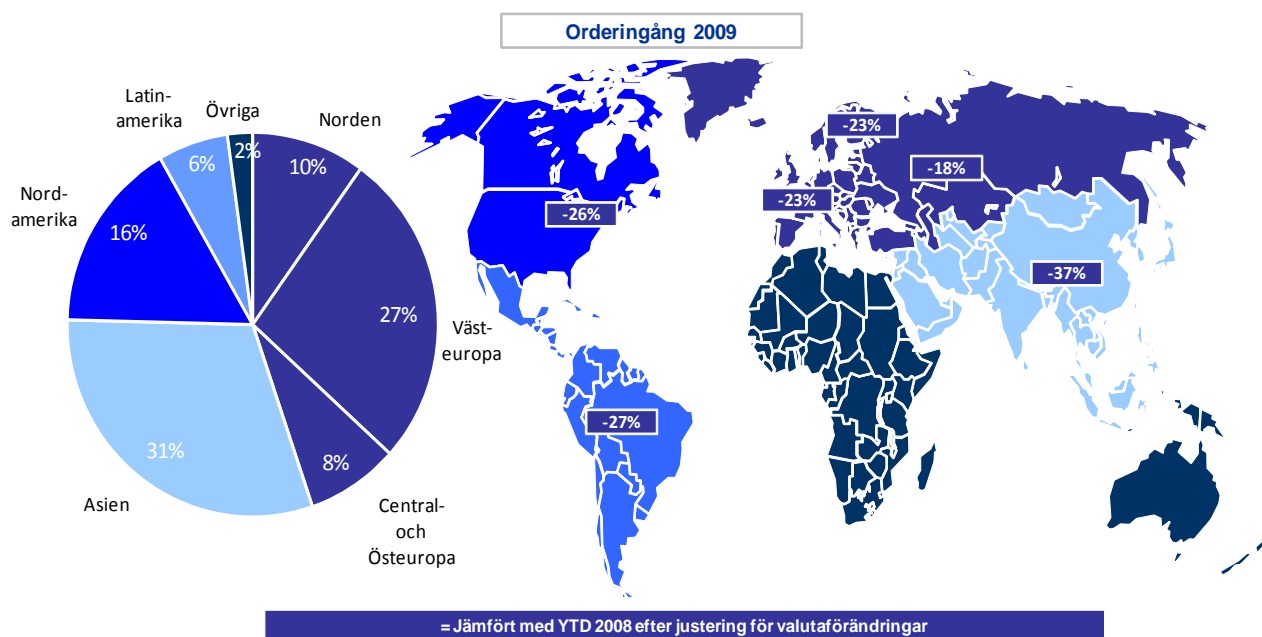 Orderingång 2009
Latin-
amerika
Övriga
Norden
2%
10%
6%
Nord-
amerika
16%
27%
Väst-
europa
31%
8%
Asien
Central-
och
Östeuropa
-23%
-18%
-23%
-26%
-37%
-27%
= Jämfört med YTD 2008 efter justering för valutaförändringar